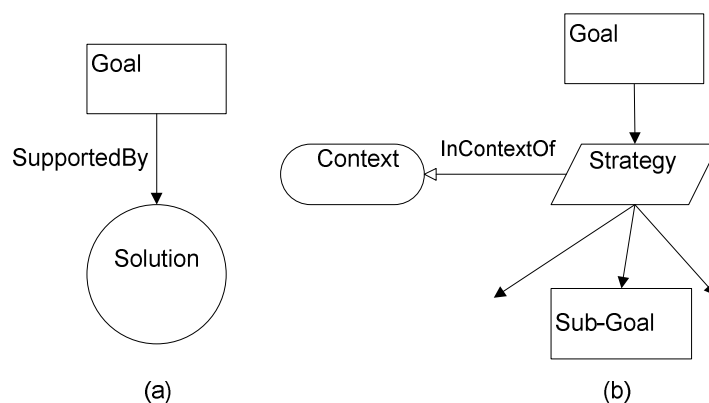 Goal
SupportedBy
Solution
(a)
Goal
InContextOf
Context
Strategy
Sub-Goal
(b)